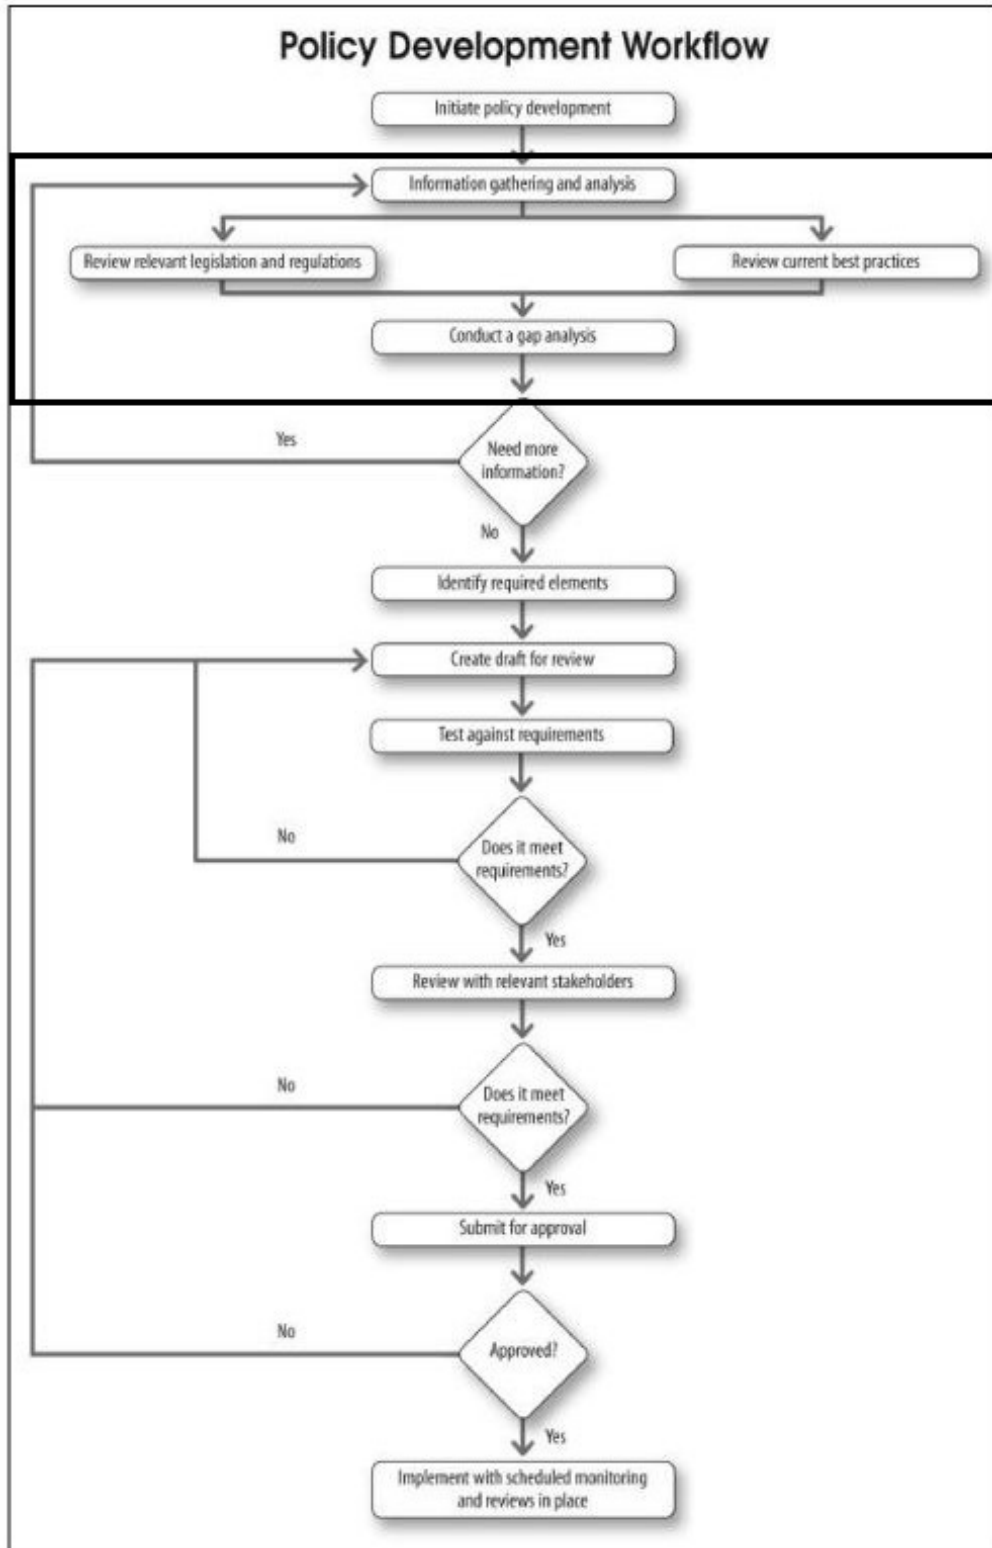 Policy Development Workflow
Initiate policy development
Information gathering and analysis
Review relevant legislation and regulations
Review current best practices
Conduct a gap analysis
Yes
Need more
information?
No
Identify required elements
Create draft for review
Test against requirements
No
Does it meet
requirements?
Yes
Review with relevant stakeholders
No
Does it meet
requirements?
Yes
Submit for approval
No
Approved?
Yes
Implement with scheduled monitoring
and reviews in place